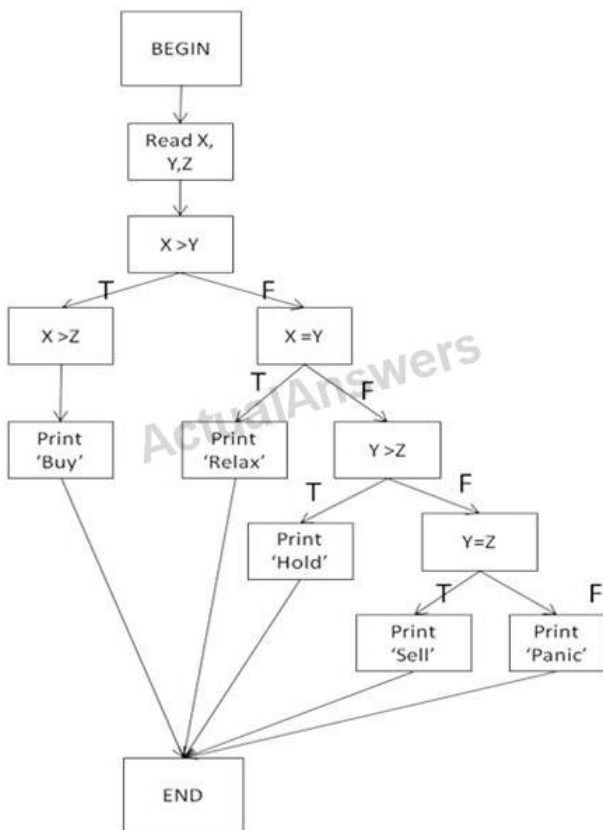 BEGIN
Read X,
Y,Z
X >Y
T
F
X >Z
X =Y
T
F
Print
‘Buy’
Print
‘Relax’
Y >Z
T
F
Print
‘Hold’
Y=Z
T
F
Print
‘Sell’
Print
‘Panic’
END
ActualAnswers